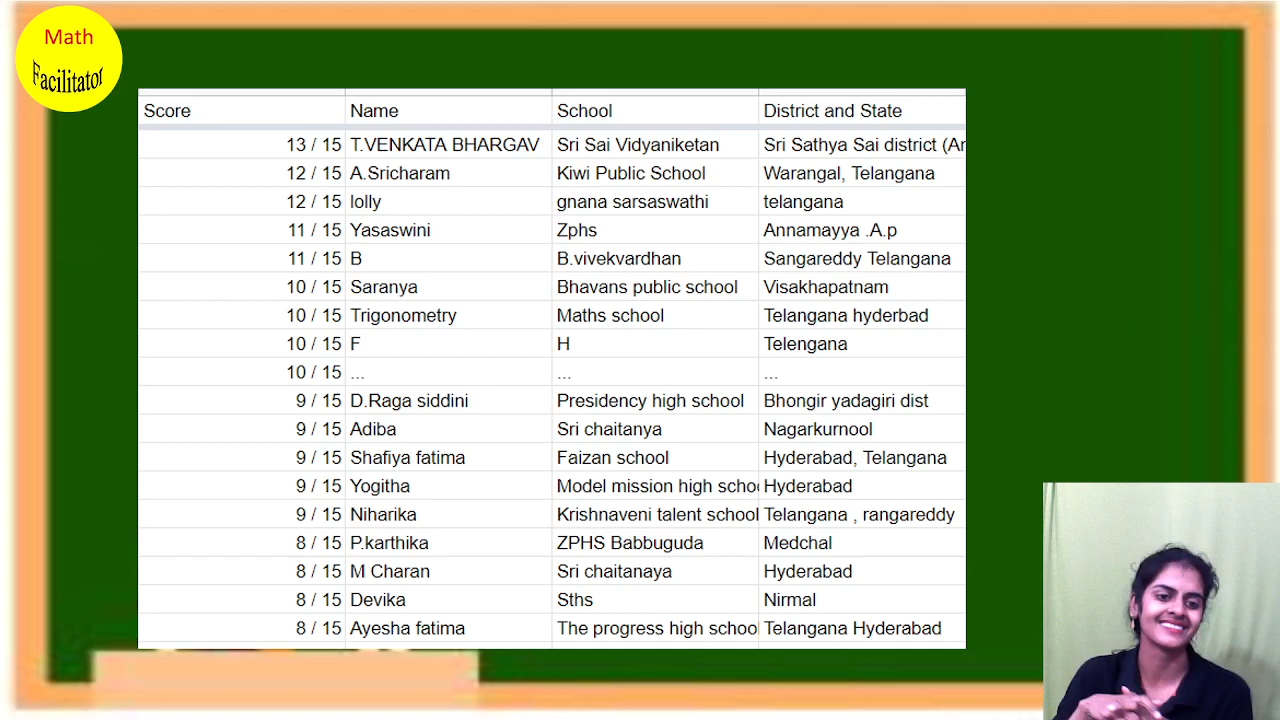 Math
Facilitator
Score Name School District and State
13 / 15 T.VENKATA BHARGAV Sri Sai Vidyaniketan Sri Sathya Sai district (Ar
12 / 15 A.Sricharam Kiwi Public School Warangal, Telangana
12 / 15 lolly gnana sarsaswathi telangana
11 / 15 Yasaswini Zphs Annamayya .A.p
11 / 15 B B.vivekvardhan Sangareddy Telangana
10 / 15 Saranya Bhavans public school Visakhapatnam
10 / 15 Trigonometry Maths school Telangana hyderbad
10 / 15 F H Telengana
10 / 15 ... ... ...
9 / 15 D.Raga siddini Presidency high school Bhongir yadagiri dist
9 / 15 Adiba Sri chaitanya Nagarkurnool
9 / 15 Shafiya fatima Faizan school Hyderabad, Telangana
9 / 15 Yogitha Model mission high schoo Hyderabad
9 / 15 Niharika Krishnaveni talent school Telangana , rangareddy
8 / 15 P.karthika ZPHS Babbuguda Medchal
8 / 15 M Charan Sri chaitanaya Hyderabad
8 / 15 Devika Sths Nirmal
8 / 15 Ayesha fatima The progress high schoo Telangana Hyderabad